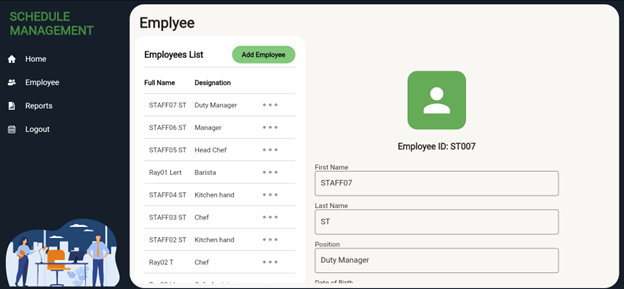 SCHEDULE
MANAGEMENT
Home
Employee
Reports
Logout
Emplyee
Employees List
Add Employee
Full Name Designation
STAFF07 ST Duty Manager
STAFF06 ST Manager
STAFF05 ST Head Chef
Ray01 Lert Barista
STAFF04 ST Kitchen hand
STAFF03 ST Chef
STAFF02 ST Kitchen hand
Ray02 T Chef
Employee ID: ST007
First Name
STAFF07
Last Name
ST
Position
Duty Manager
Date of Birth